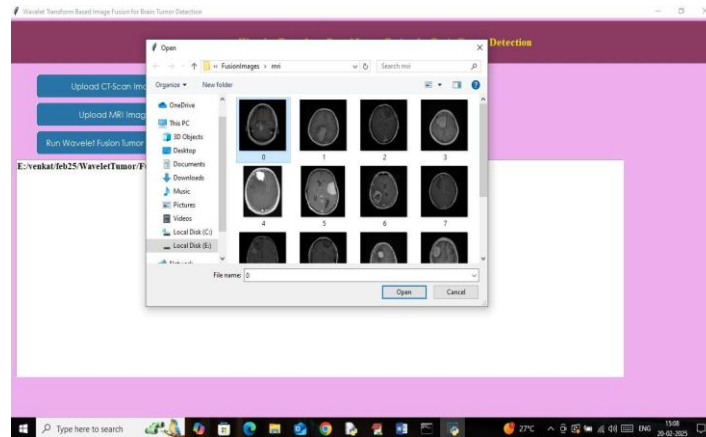 Wavelet Transform Based Image Fusion for Brain Tumor Detection
Detection
Open
FusionImages > mri
Search mri
Organize
New folder
Upload CT-Scan Ima
Upload MRI Imag
Run Wavelet Fusion Tumor
E:/venkat/feb25/WaveletTumor/F
OneDrive
This PC
3D Objects
Desktop
Documents
Downloads
Music
Pictures
Videos
Local Disk (C:)
Local Disk (E:)
0
1
2
3
4
5
6
7
File name: 0
Open
Cancel
Type here to search
27°C
ENG
15:08
20-02-2025